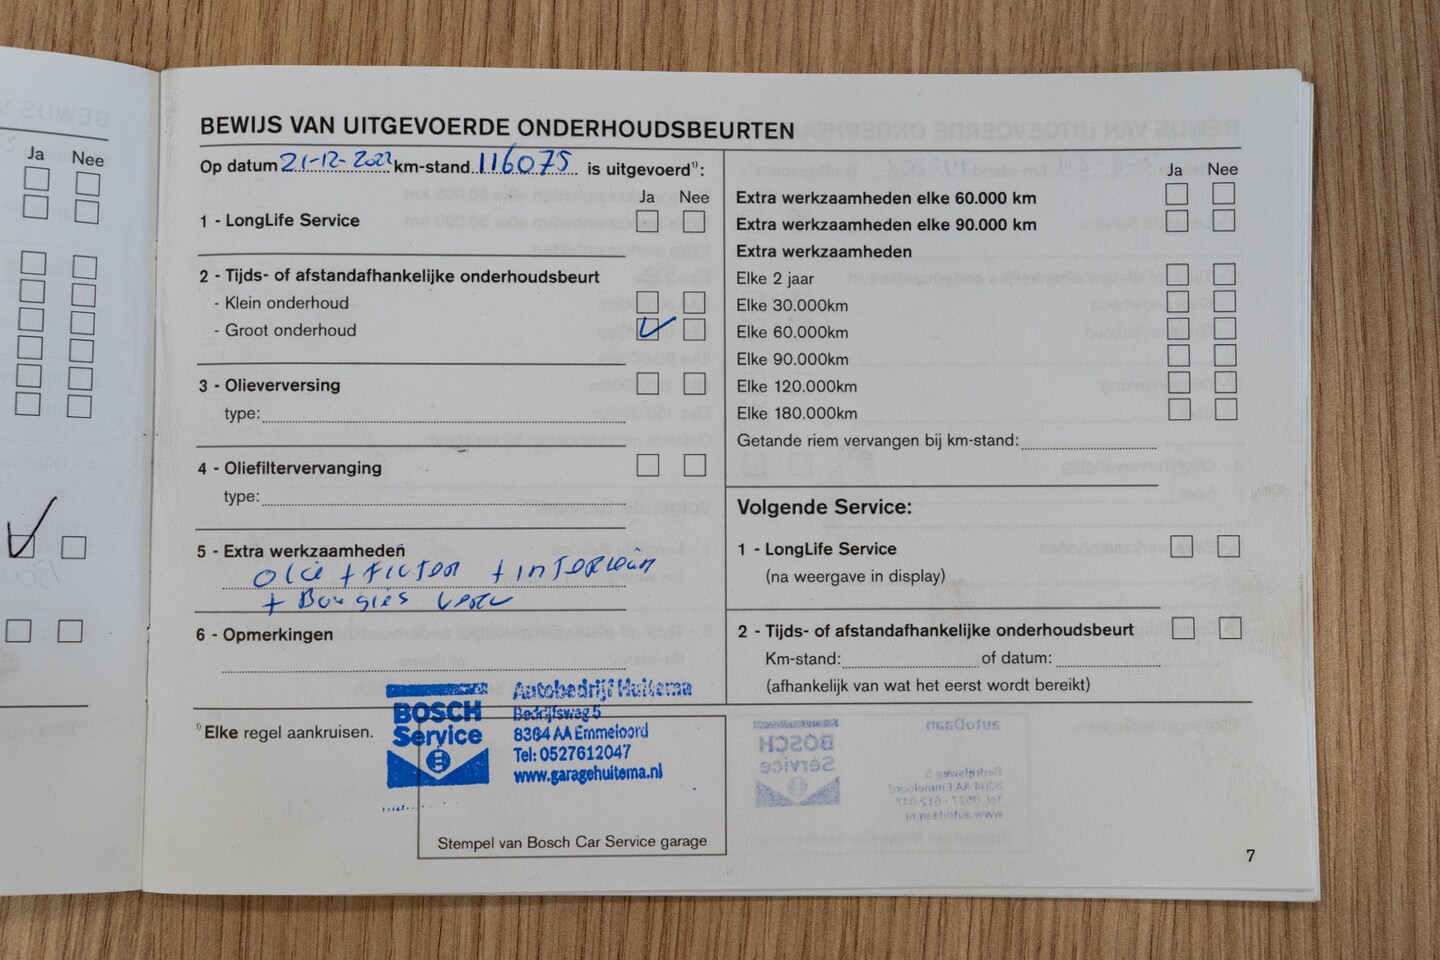 Ja Nee
BEWIJS VAN UITGEVOERDE ONDERHOUDSBEURTEN
Op datum 21-12-2022 km-stand 116075 is uitgevoerd¹⁾:
Ja Nee
1 - LongLife Service
2 - Tijds- of afstandafhankelijke onderhoudsbeurt
- Klein onderhoud
- Groot onderhoud
3 - Olieverversing
type:
4 - Oliefiltervervanging
type:
5 - Extra werkzaamheden
olie + filter + interieur
+ Bougies
6 - Opmerkingen
¹⁾ Elke regel aankruisen.
BOSCH
Service
Autobedrijf Huitema
Bedrijfsweg 5
8304 AA Emmeloord
Tel: 0527612047
www.garagehuitema.nl
Stempel van Bosch Car Service garage
Ja Nee
Extra werkzaamheden elke 60.000 km
Extra werkzaamheden elke 90.000 km
Extra werkzaamheden
Elke 2 jaar
Elke 30.000km
Elke 60.000km
Elke 90.000km
Elke 120.000km
Elke 180.000km
Getande riem vervangen bij km-stand:
Volgende Service:
1 - LongLife Service
(na weergave in display)
2 - Tijds- of afstandafhankelijke onderhoudsbeurt
Km-stand: of datum:
(afhankelijk van wat het eerst wordt bereikt)
7